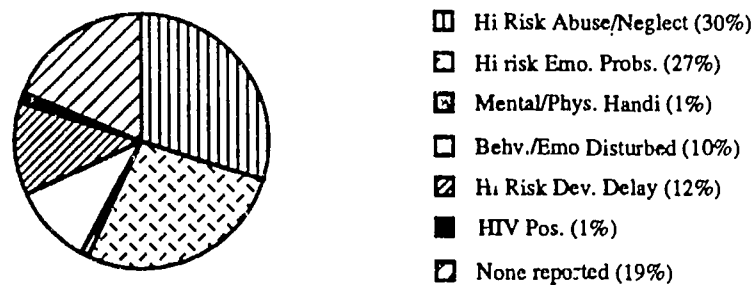 Hi Risk Abuse/Neglect (30%)
Hi risk Emo. Probs. (27%)
Mental/Phys. Handi (1%)
Behv./Emo Disturbed (10%)
Hi Risk Dev. Delay (12%)
HIV Pos. (1%)
None reported (19%)